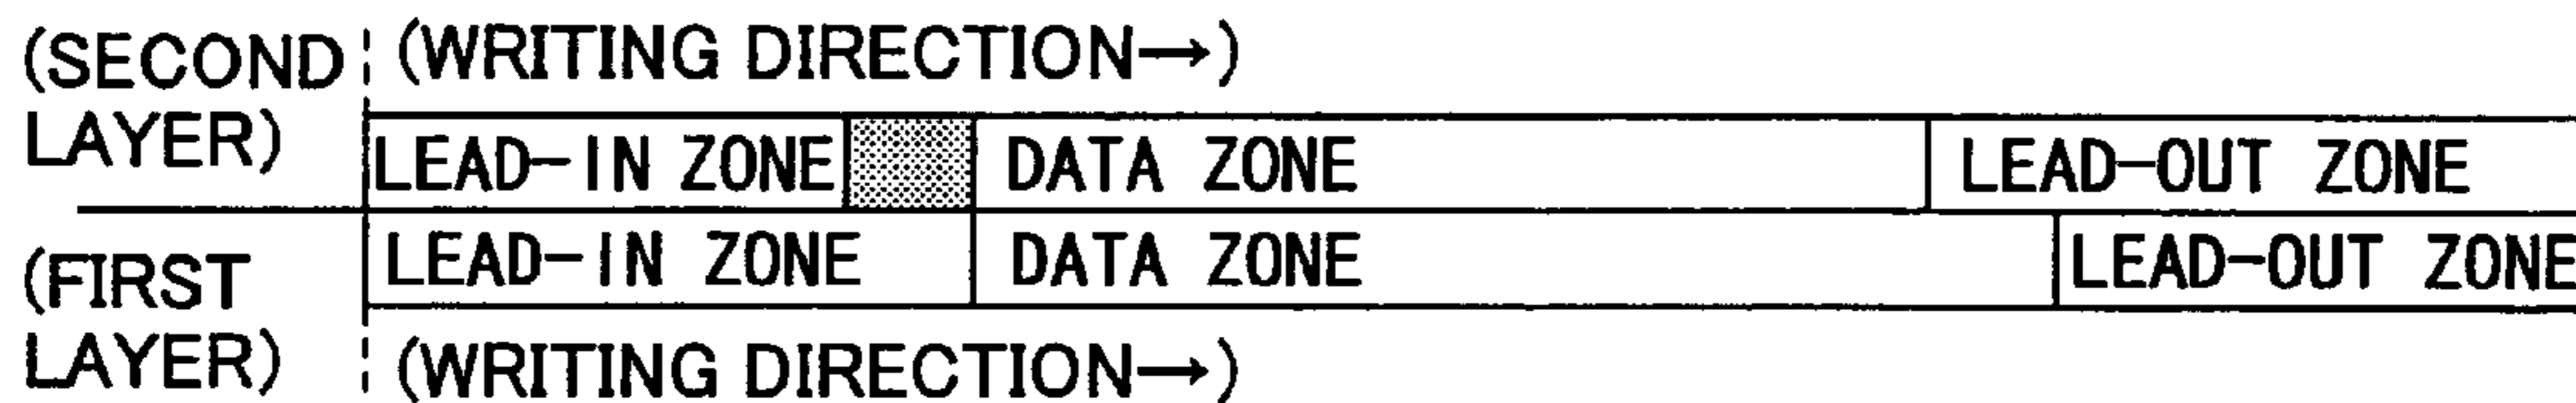 (SECOND LAYER)
(WRITING DIRECTION→)
LEAD-IN ZONE
DATA ZONE
LEAD-OUT ZONE
(FIRST LAYER)
LEAD-IN ZONE
DATA ZONE
LEAD-OUT ZONE
(WRITING DIRECTION→)